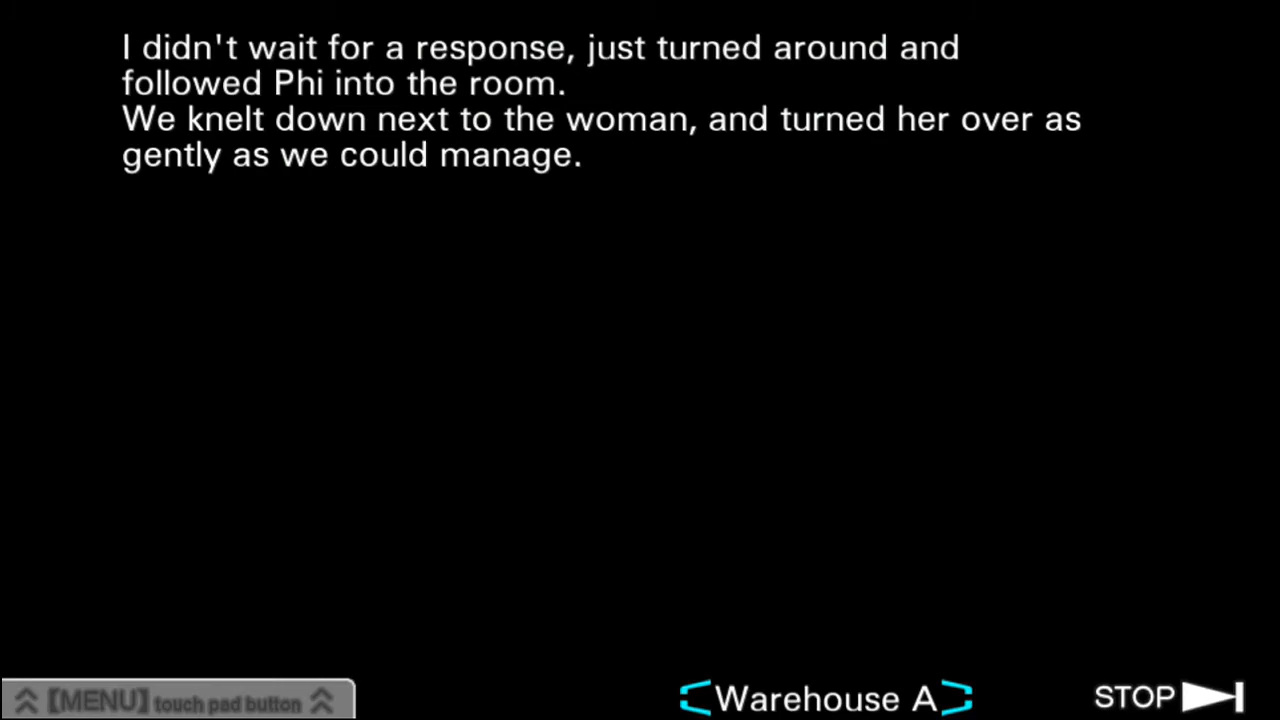 I didn't wait for a response, just turned around and
followed Phi into the room.
We knelt down next to the woman, and turned her over as
gently as we could manage.
【MENU】touch pad button
Warehouse A
STOP